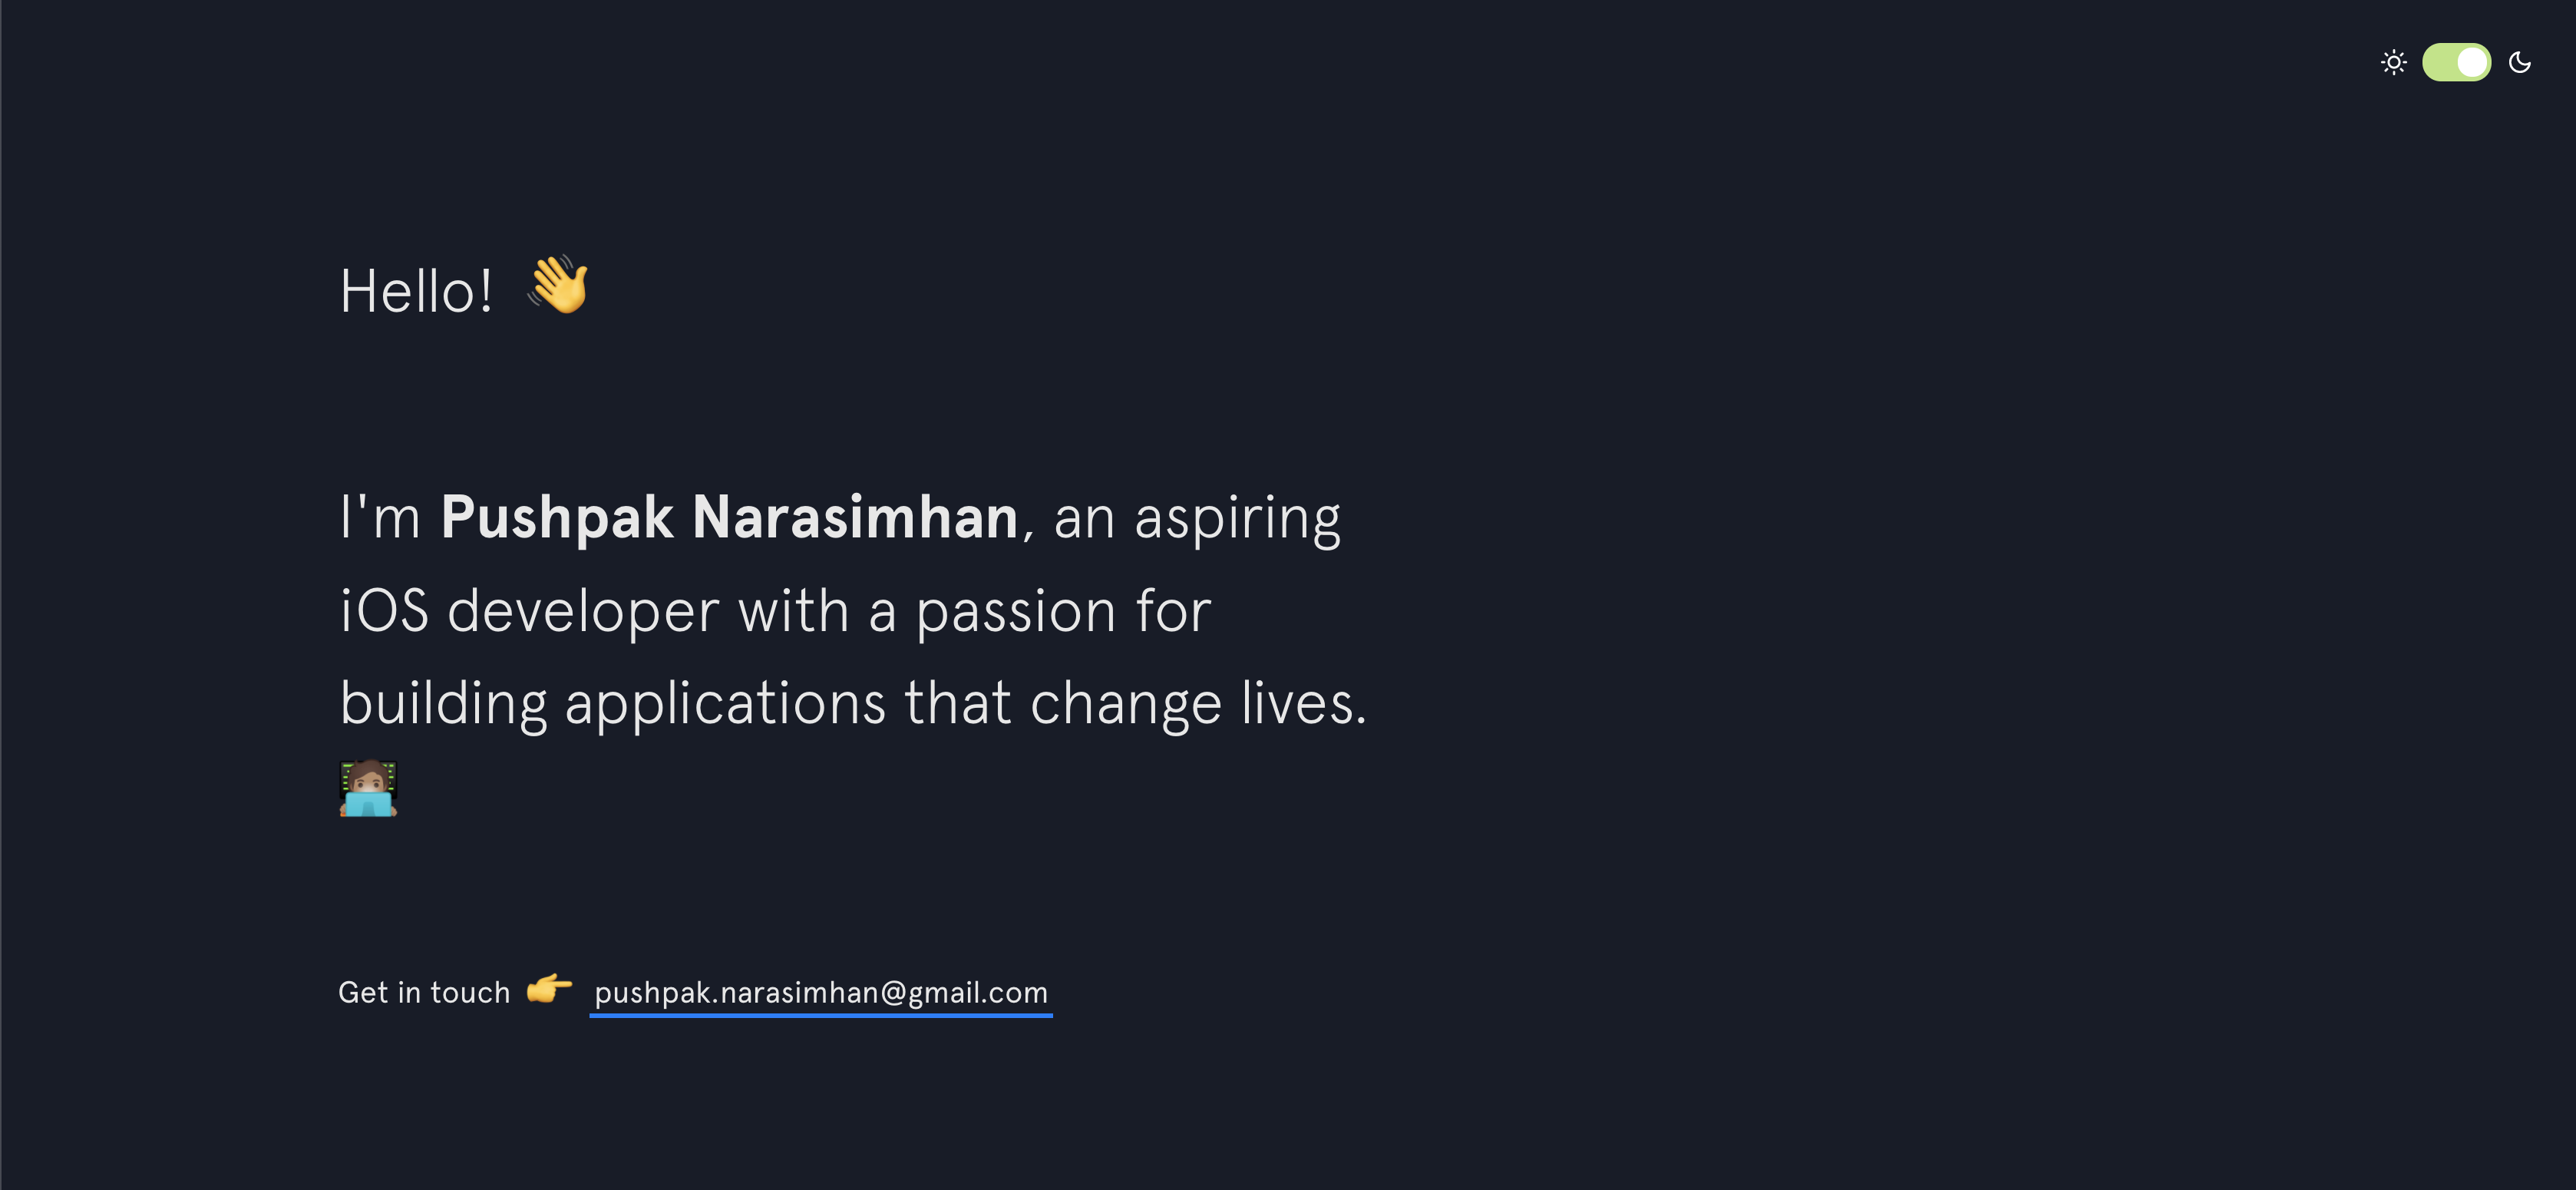 Hello! 👋
I'm Pushpak Narasimhan, an aspiring
iOS developer with a passion for
building applications that change lives.
🧑🏽‍💻
Get in touch 👉 pushpak.narasimhan@gmail.com